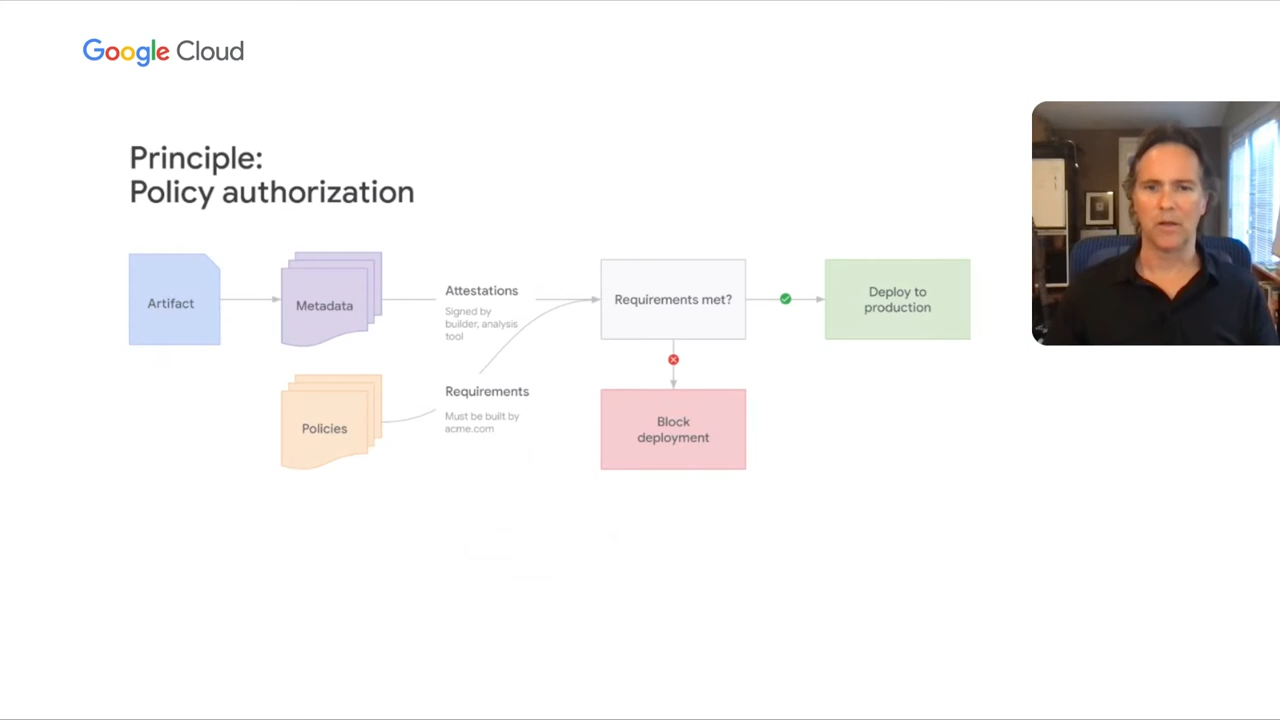 Google Cloud
Principle:
Policy authorization
Artifact
Metadata
Attestations
Signed by
builder, analysis
tool
Requirements met?
Deploy to
production
Policies
Requirements
Must be built by
acme.com
Block
deployment